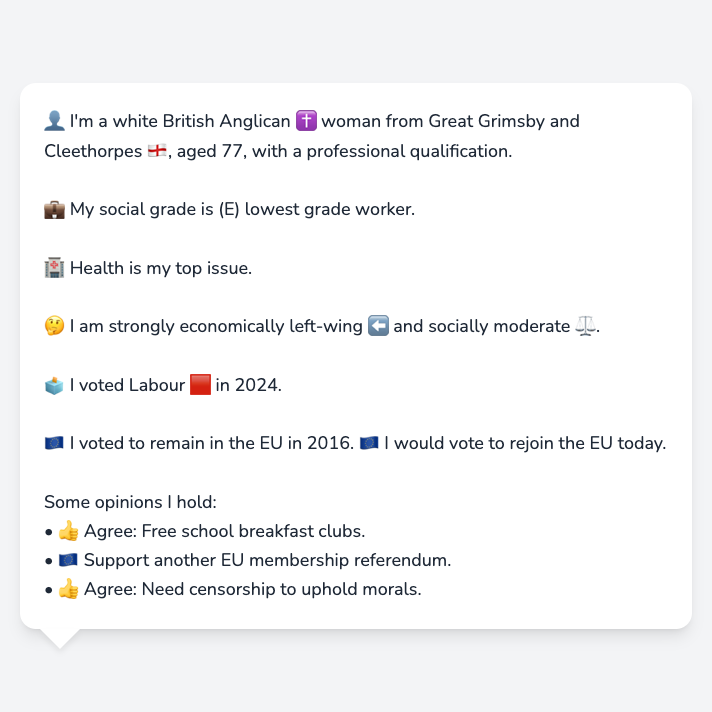 👤 I'm a white British Anglican ✝️ woman from Great Grimsby and
Cleethorpes 🏴󠁧󠁢󠁥󠁮󠁧󠁿, aged 77, with a professional qualification.
💼 My social grade is (E) lowest grade worker.
🏥 Health is my top issue.
🤔 I am strongly economically left-wing ⬅️ and socially moderate ⚖️.
🗳️ I voted Labour 🟥 in 2024.
🇪🇺 I voted to remain in the EU in 2016. 🇪🇺 I would vote to rejoin the EU today.
Some opinions I hold:
• 👍 Agree: Free school breakfast clubs.
• 🇪🇺 Support another EU membership referendum.
• 👍 Agree: Need censorship to uphold morals.